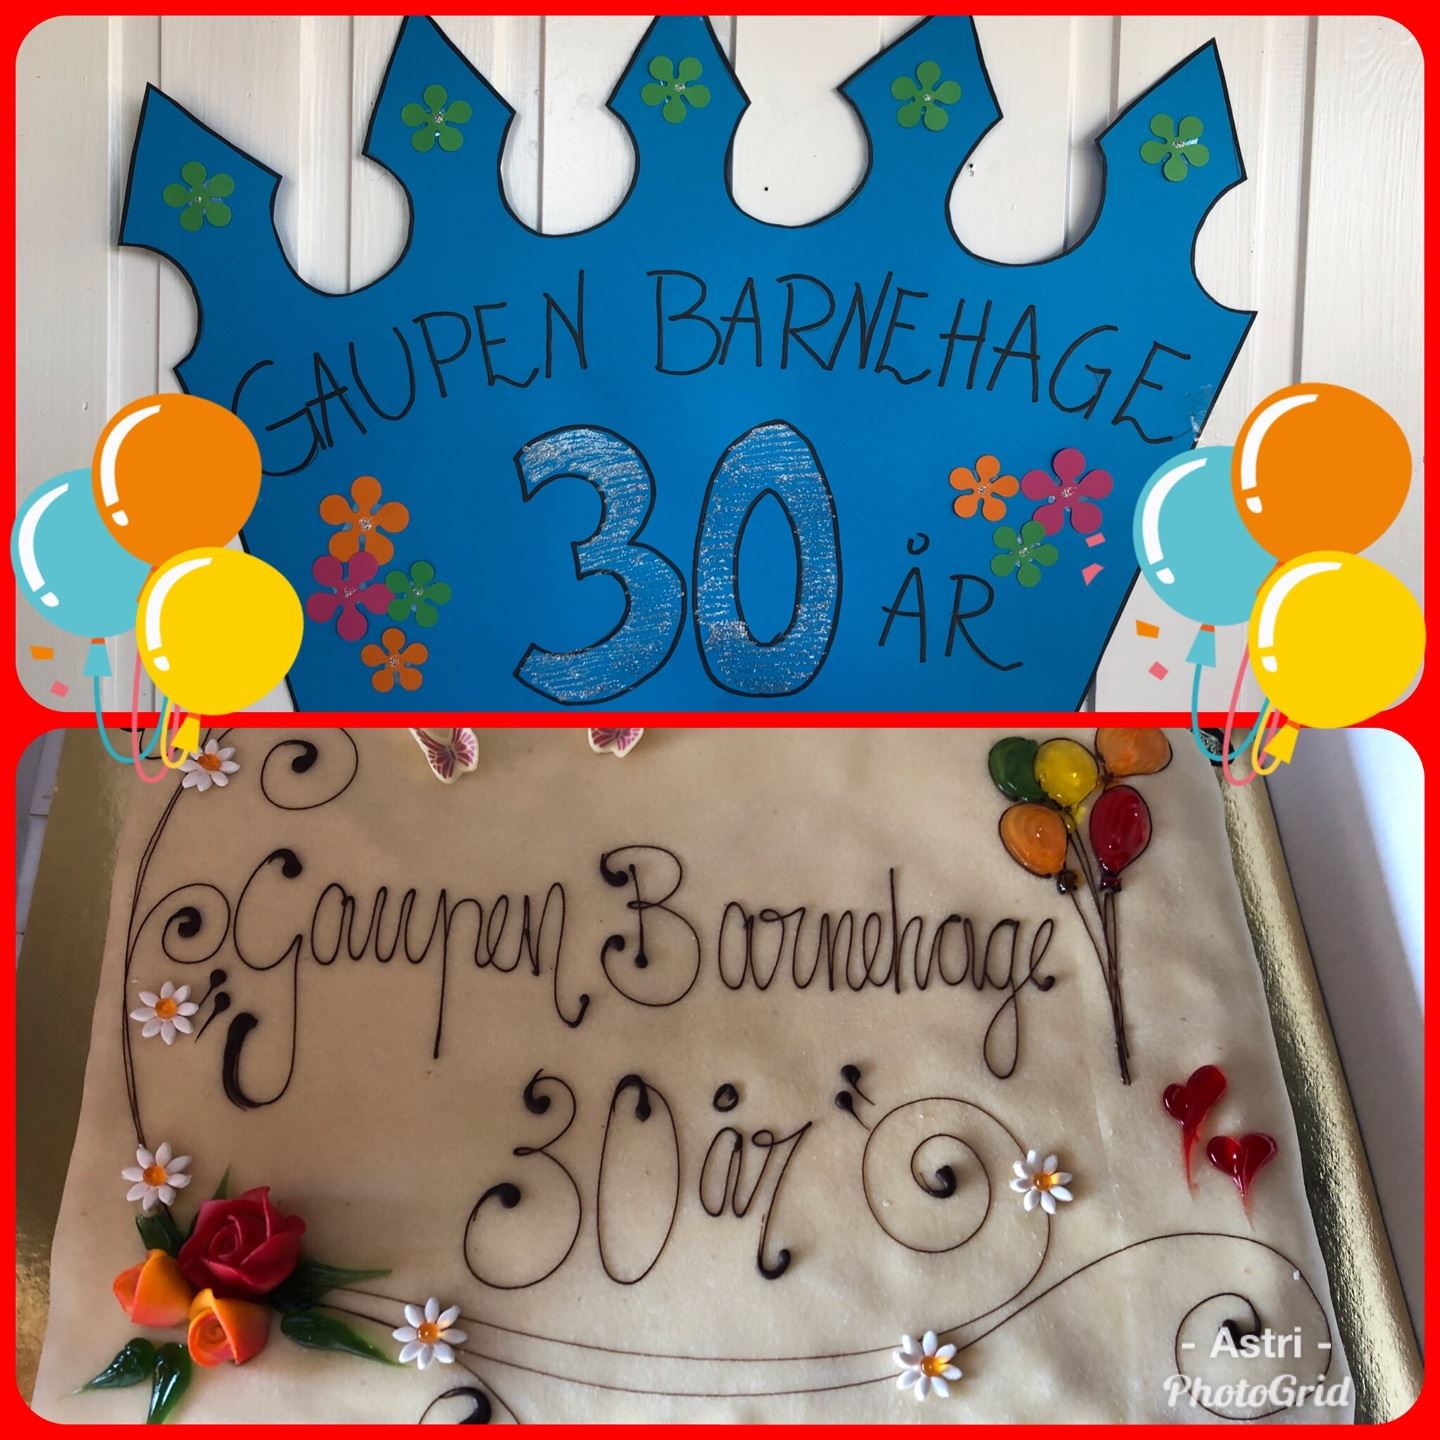 GAUPEN BARNEHAGE
30 ÅR
Gaupen Barnehage
30 år
- Astri -
PhotoGrid